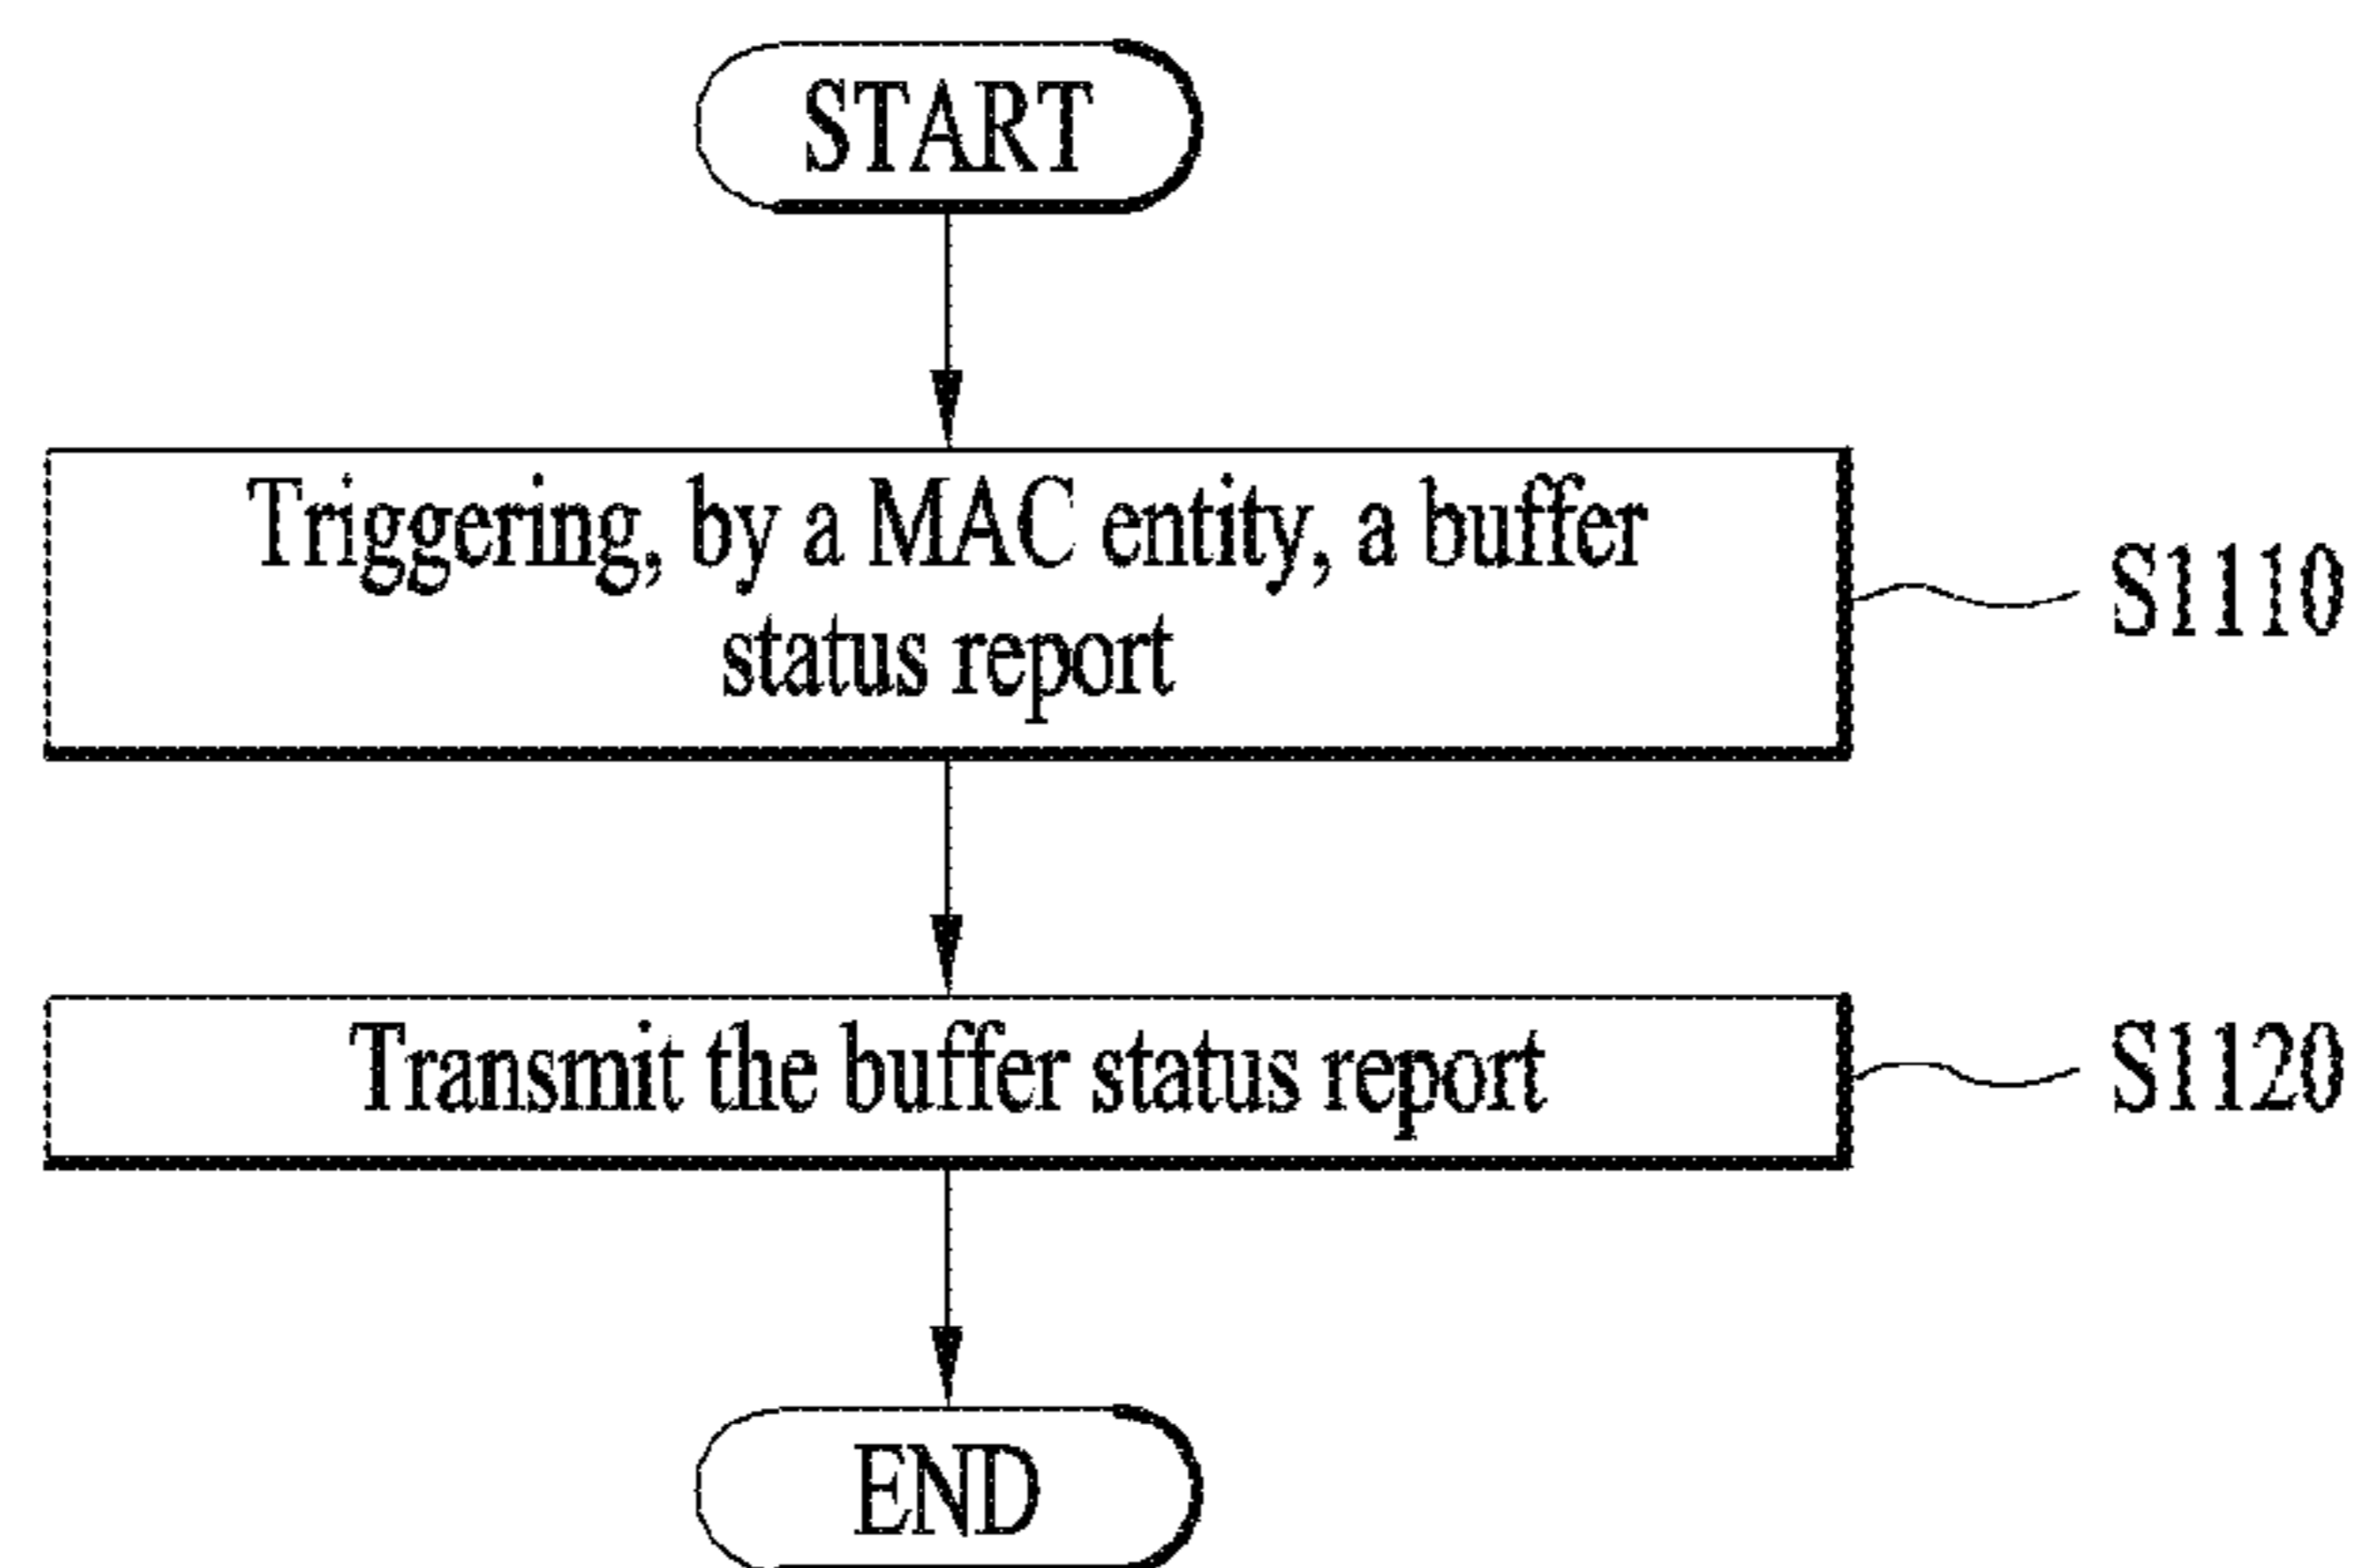 START
Triggering, by a MAC entity, a buffer
status report
S1110
Transmit the buffer status report
S1120
END